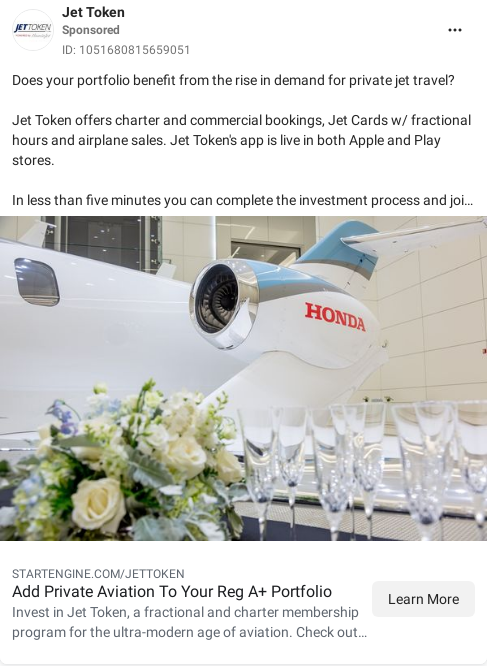 JETTOKEN
Jet Token
Sponsored
ID: 1051680815659051
Does your portfolio benefit from the rise in demand for private jet travel?
Jet Token offers charter and commercial bookings, Jet Cards w/ fractional
hours and airplane sales. Jet Token's app is live in both Apple and Play
stores.
In less than five minutes you can complete the investment process and joi...
HONDA
STARTENGINE.COM/JETTOKEN
Add Private Aviation To Your Reg A+ Portfolio
Invest in Jet Token, a fractional and charter membership
program for the ultra-modern age of aviation. Check out...
Learn More